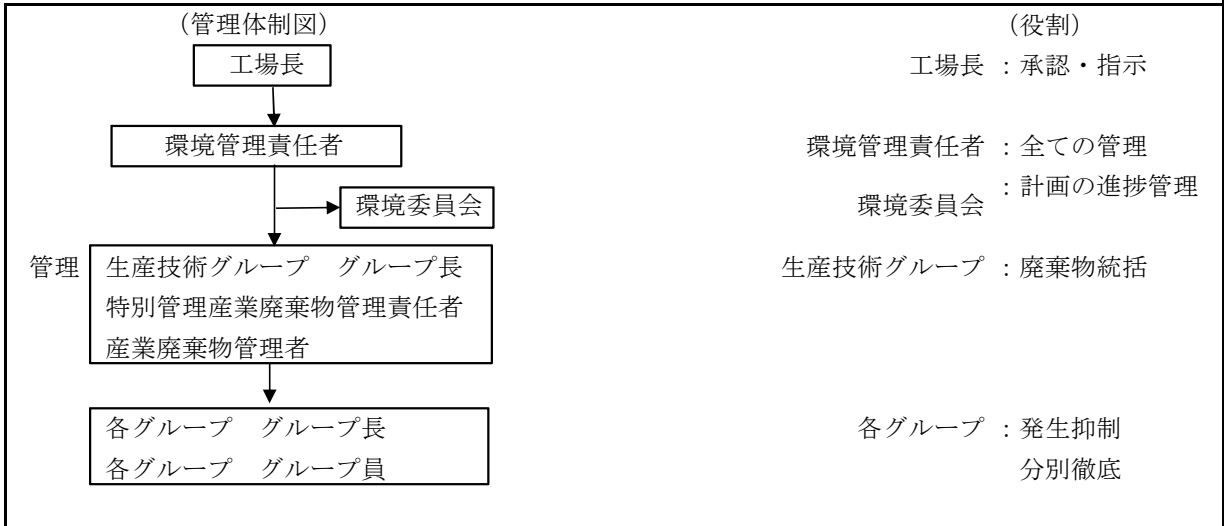 （管理体制図）　（役割）
工場長　工場長　：承認・指示
環境管理責任者　環境管理責任者　：全ての管理
環境委員会　環境委員会　：計画の進捗管理
管理　生産技術グループ　グループ長　生産技術グループ　：廃棄物統括
特別管理産業廃棄物管理責任者
産業廃棄物管理者
各グループ　グループ長　各グループ　：発生抑制
各グループ　グループ員　分別徹底